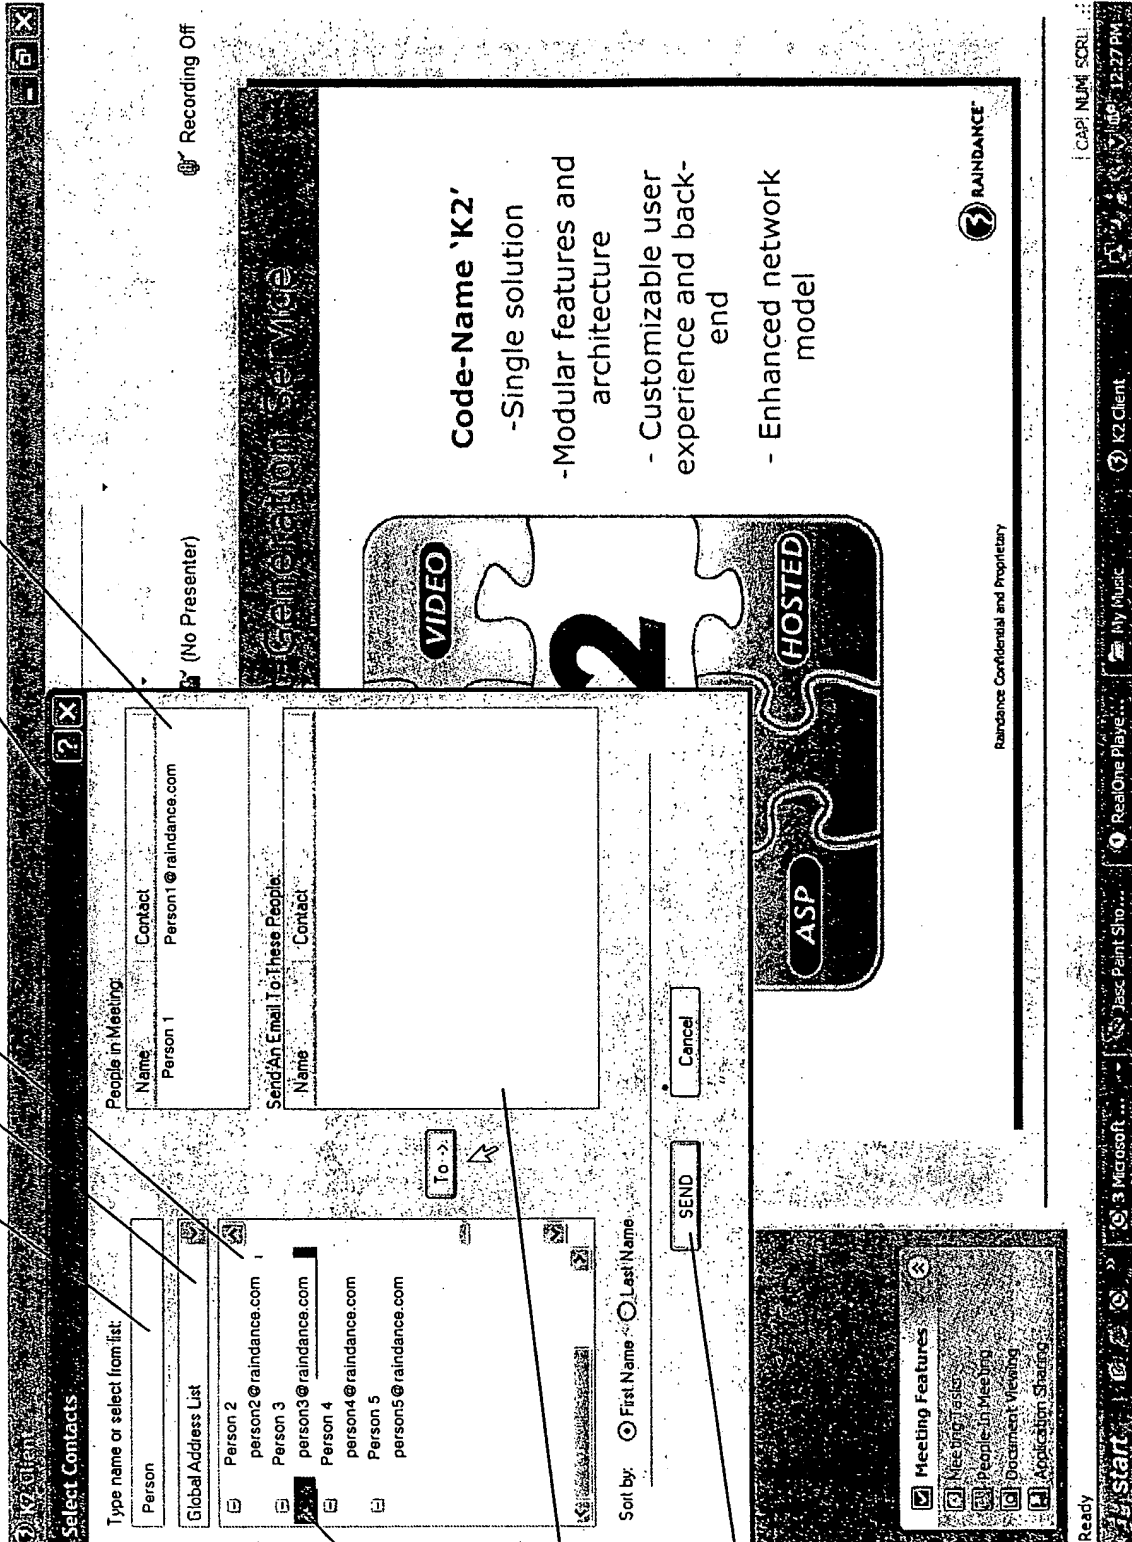 K2 Client
Select Contacts
Type name or select from list:
Person
Global Address List
Person 2
person2@raindance.com
Person 3
person3@raindance.com
Person 4
person4@raindance.com
Person 5
person5@raindance.com
Sort by:
First Name
Last Name
To ->
People in Meeting:
Name Contact
Person 1 Person1@raindance.com
Send An Email To These People:
Name Contact
SEND
Cancel
(No Presenter)
Recording Off
Generation Service
VIDEO
2
ASP
HOSTED
Code-Name 'K2'
-Single solution
-Modular features and
architecture
- Customizable user
experience and back-
end
- Enhanced network
model
Raindance Confidential and Proprietary
RAINDANCE
Meeting Features
Meeting Tasks
People in Meeting
Document Viewing
Application Sharing
Ready
CAP NUM SCRL
Start
3 Microsoft ...
Jasc Paint Sho...
RealOne Playe...
My Music
K2 Client
12:27 PM